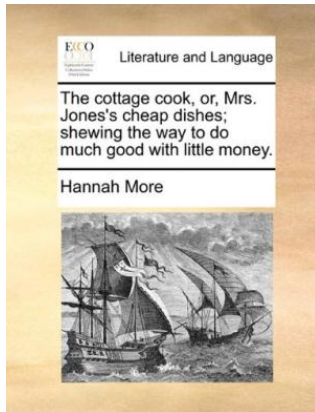 ECCO
Literature and Language
The cottage cook, or, Mrs.
Jones's cheap dishes;
shewing the way to do
much good with little money.
Hannah More